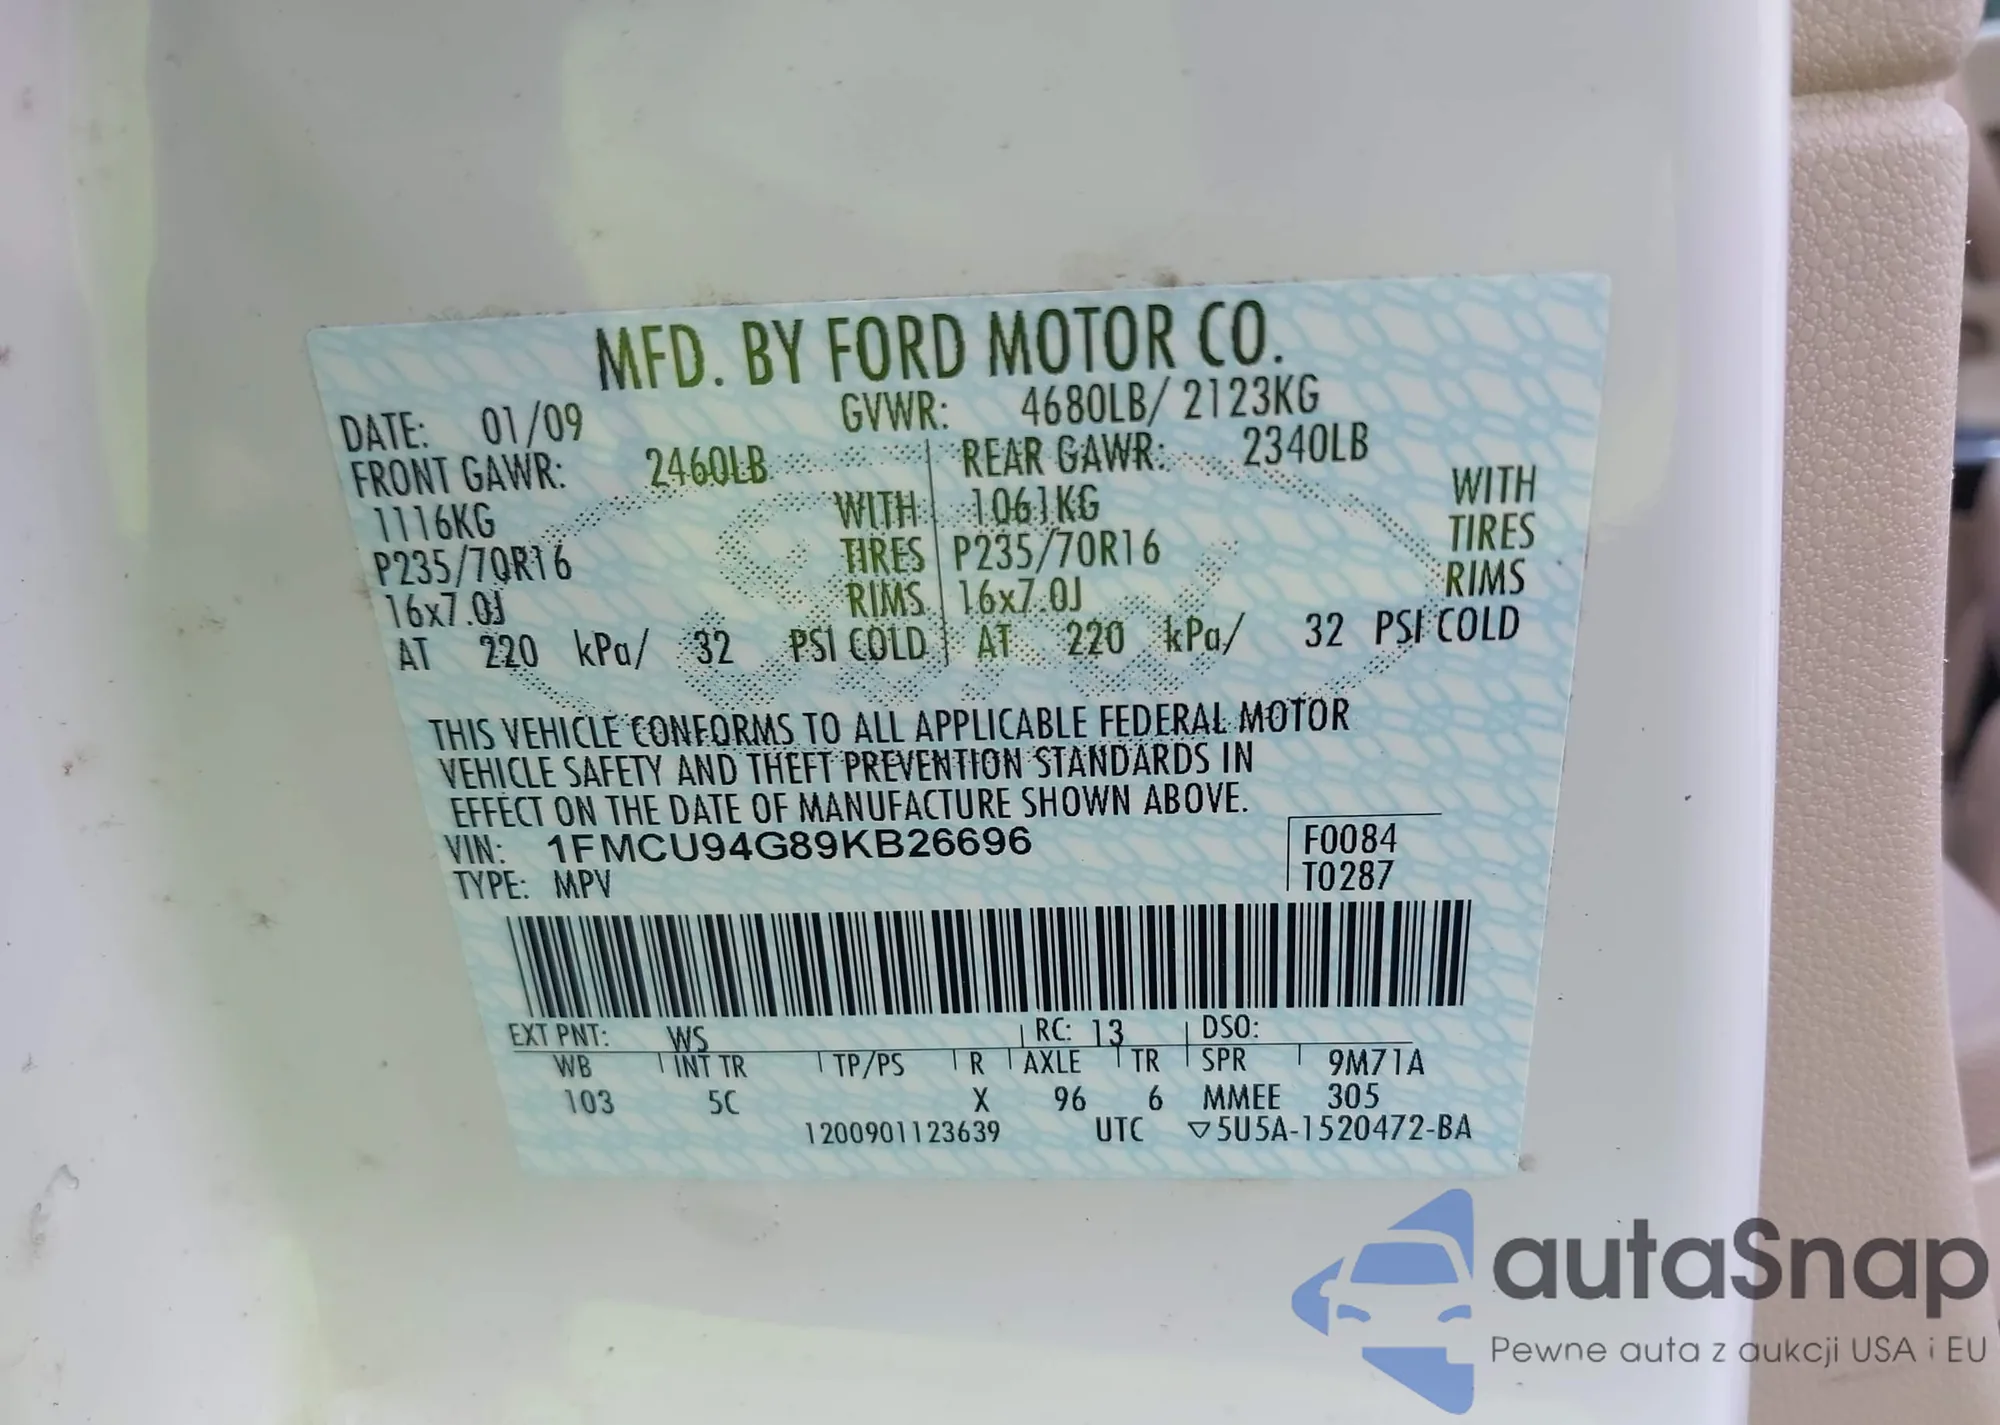 MFD. BY FORD MOTOR CO.
DATE: 01/09 GVWR: 4680LB/ 2123KG
FRONT GAWR: 2460LB REAR GAWR: 2340LB
1116KG WITH 1061KG WITH
P235/70R16 TIRES P235/70R16 TIRES
16x7.0J RIMS 16x7.0J RIMS
AT 220 kPa/ 32 PSI COLD AT 220 kPa/ 32 PSI COLD
THIS VEHICLE CONFORMS TO ALL APPLICABLE FEDERAL MOTOR
VEHICLE SAFETY AND THEFT PREVENTION STANDARDS IN
EFFECT ON THE DATE OF MANUFACTURE SHOWN ABOVE.
VIN: 1FMCU94G89KB26696 F0084
TYPE: MPV T0287
EXT PNT: WS RC: 13 DSO:
WB INT TR TP/PS R AXLE TR SPR 9M71A
103 5C X 96 6 MMEE 305
1200901123639 UTC ▽5U5A-1520472-BA
autaSnap
Pewne auta z aukcji USA i EU